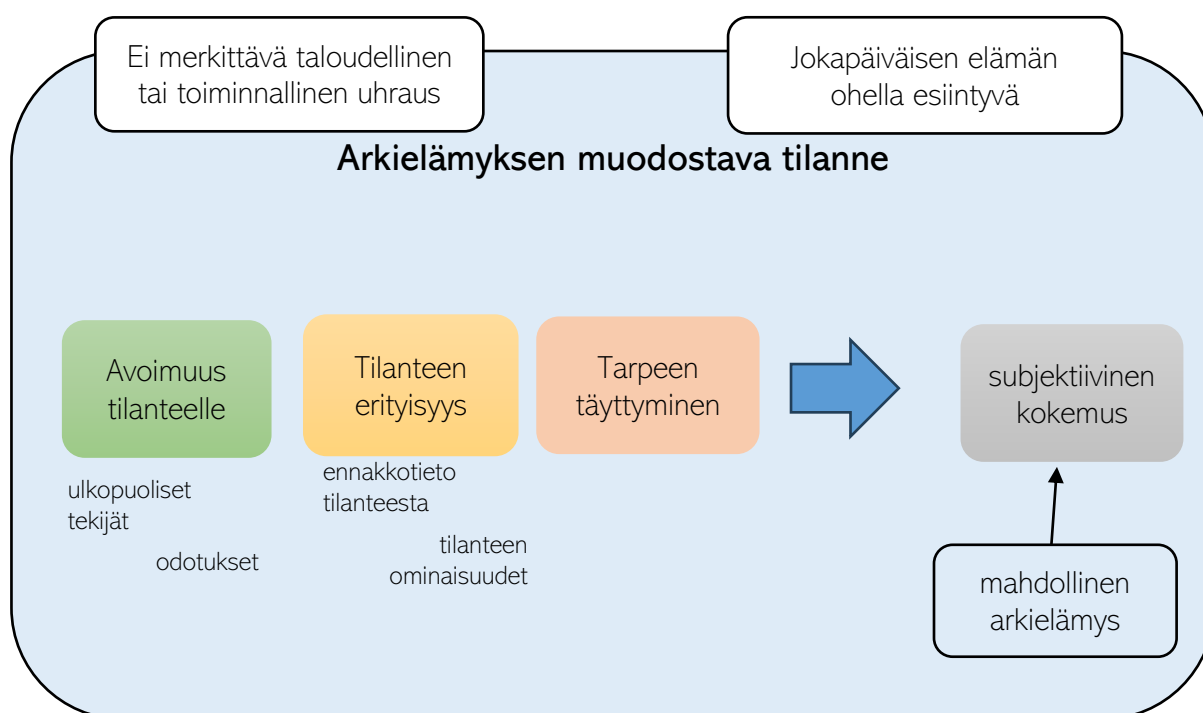 Ei merkittävä taloudellinen
tai toiminnallinen uhraus
Jokapäiväisen elämän
ohella esiintyvä
Arkielämyksen muodostava tilanne
Avoimuus
tilanteelle
Tilanteen
erityisyys
Tarpeen
täyttyminen
subjektiivinen
kokemus
ulkopuoliset
tekijät
odotukset
ennakkotieto
tilanteesta
tilanteen
ominaisuudet
mahdollinen
arkielämys